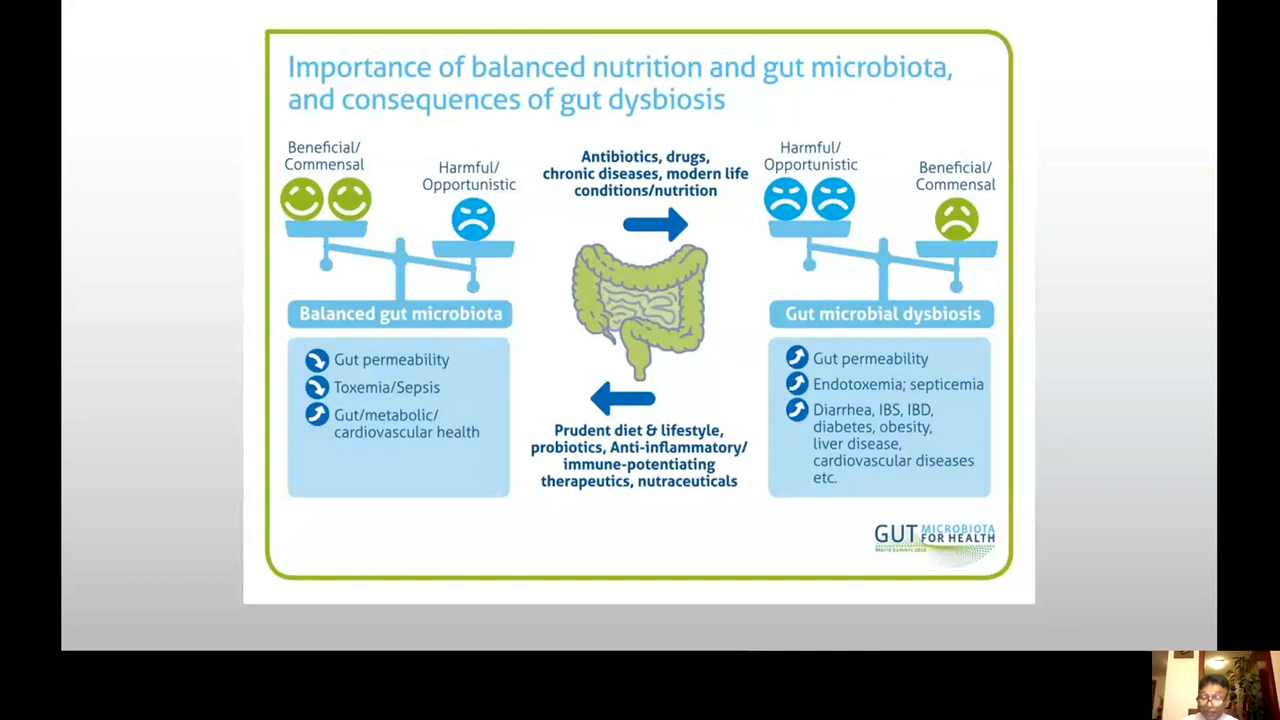 Importance of balanced nutrition and gut microbiota,
and consequences of gut dysbiosis
Beneficial/
Commensal
Harmful/
Opportunistic
Balanced gut microbiota
Gut permeability
Toxemia/Sepsis
Gut/metabolic/
cardiovascular health
Antibiotics, drugs,
chronic diseases, modern life
conditions/nutrition
Prudent diet & lifestyle,
probiotics, Anti-inflammatory/
immune-potentiating
therapeutics, nutraceuticals
Harmful/
Opportunistic
Beneficial/
Commensal
Gut microbial dysbiosis
Gut permeability
Endotoxemia; septicemia
Diarrhea, IBS, IBD,
diabetes, obesity,
liver disease,
cardiovascular diseases
etc.
GUT MICROBIOTA
FOR HEALTH
World Summit 2018